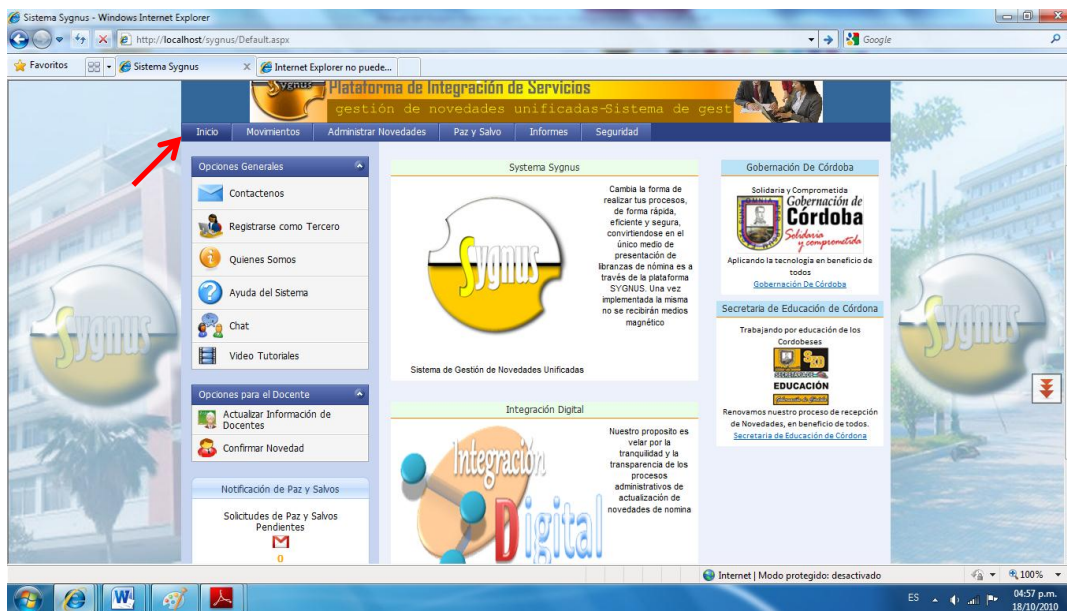 Sistema Sygnus - Windows Internet Explorer
http://localhost/sygnus/Default.aspx
Google
Favoritos
Sistema Sygnus
Internet Explorer no puede...
Sygnus
Plataforma de Integración de Servicios
gestión de novedades unificadas-Sistema de gest
Inicio
Movimientos
Administrar Novedades
Paz y Salvo
Informes
Seguridad
Opciones Generales
Contactenos
Registrarse como Tercero
Quienes Somos
Ayuda del Sistema
Chat
Video Tutoriales
Opciones para el Docente
Actualizar Información de
Docentes
Confirmar Novedad
Notificación de Paz y Salvos
Solicitudes de Paz y Salvos
Pendientes
0
Systema Sygnus
Sygnus
Cambia la forma de
realizar tus procesos,
de forma rápida,
eficiente y segura,
convirtiendose en el
único medio de
presentación de
libranzas de nómina es a
través de la plataforma
SYGNUS. Una vez
implementada la misma
no se recibirán medios
magnético
Sistema de Gestión de Novedades Unificadas
Integración Digital
Integración
Digital
Nuestro proposito es
velar por la
tranquilidad y la
transparencia de los
procesos
administrativos de
actualización de
novedades de nomina
Gobernación De Córdoba
Solidaria y Comprometida
Gobernación de
Córdoba
Solidaria
y comprometida
Aplicando la tecnología en beneficio de
todos
Gobernación De Córdoba
Secretaria de Educación de Córdona
Trabajando por educación de los
Cordobeses
EDUCACIÓN
Renovamos nuestro proceso de recepción
de Novedades, en beneficio de todos.
Secretaria de Educación de Córdona
Sygnus
Sygnus
Internet | Modo protegido: desactivado
100%
ES
04:57 p.m.
18/10/2010